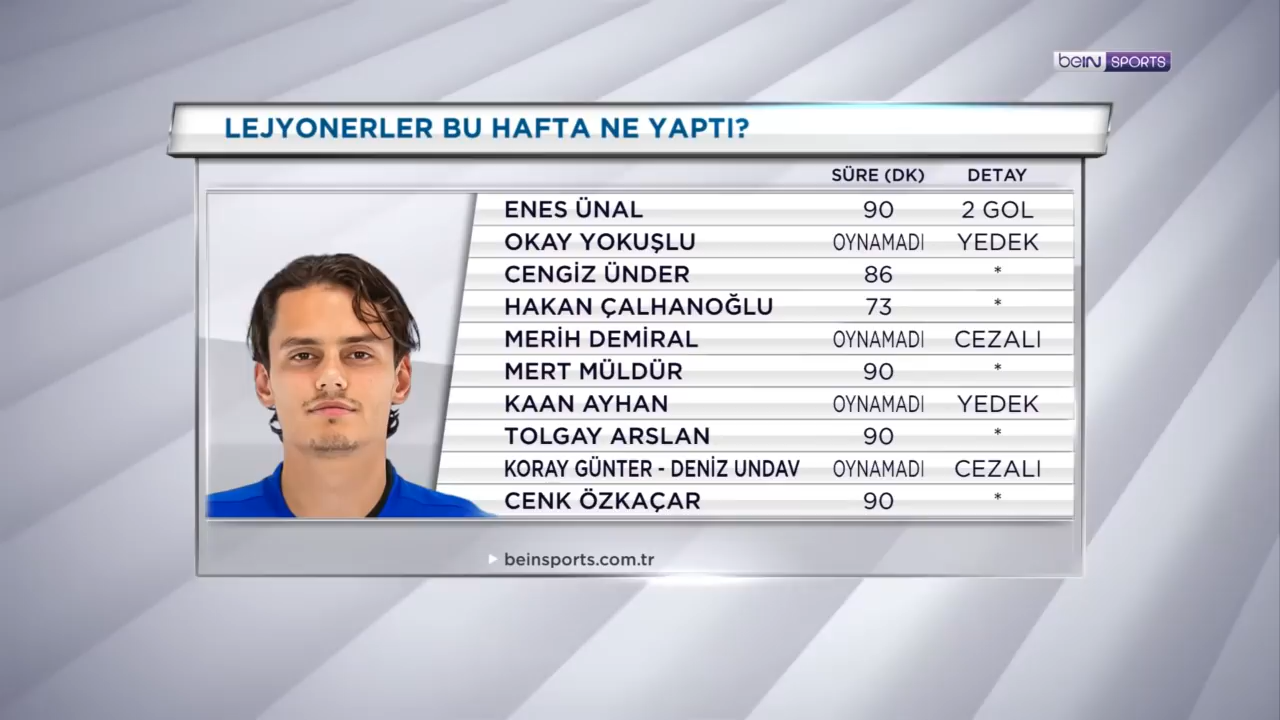 beIN SPORTS
LEJYONERLER BU HAFTA NE YAPTI?
SÜRE (DK) DETAY
ENES ÜNAL 90 2 GOL
OKAY YOKUŞLU OYNAMADI YEDEK
CENGİZ ÜNDER 86 *
HAKAN ÇALHANOĞLU 73 *
MERİH DEMİRAL OYNAMADI CEZALI
MERT MÜLDÜR 90 *
KAAN AYHAN OYNAMADI YEDEK
TOLGAY ARSLAN 90 *
KORAY GÜNTER - DENİZ UNDAV OYNAMADI CEZALI
CENK ÖZKAÇAR 90 *
beinsports.com.tr